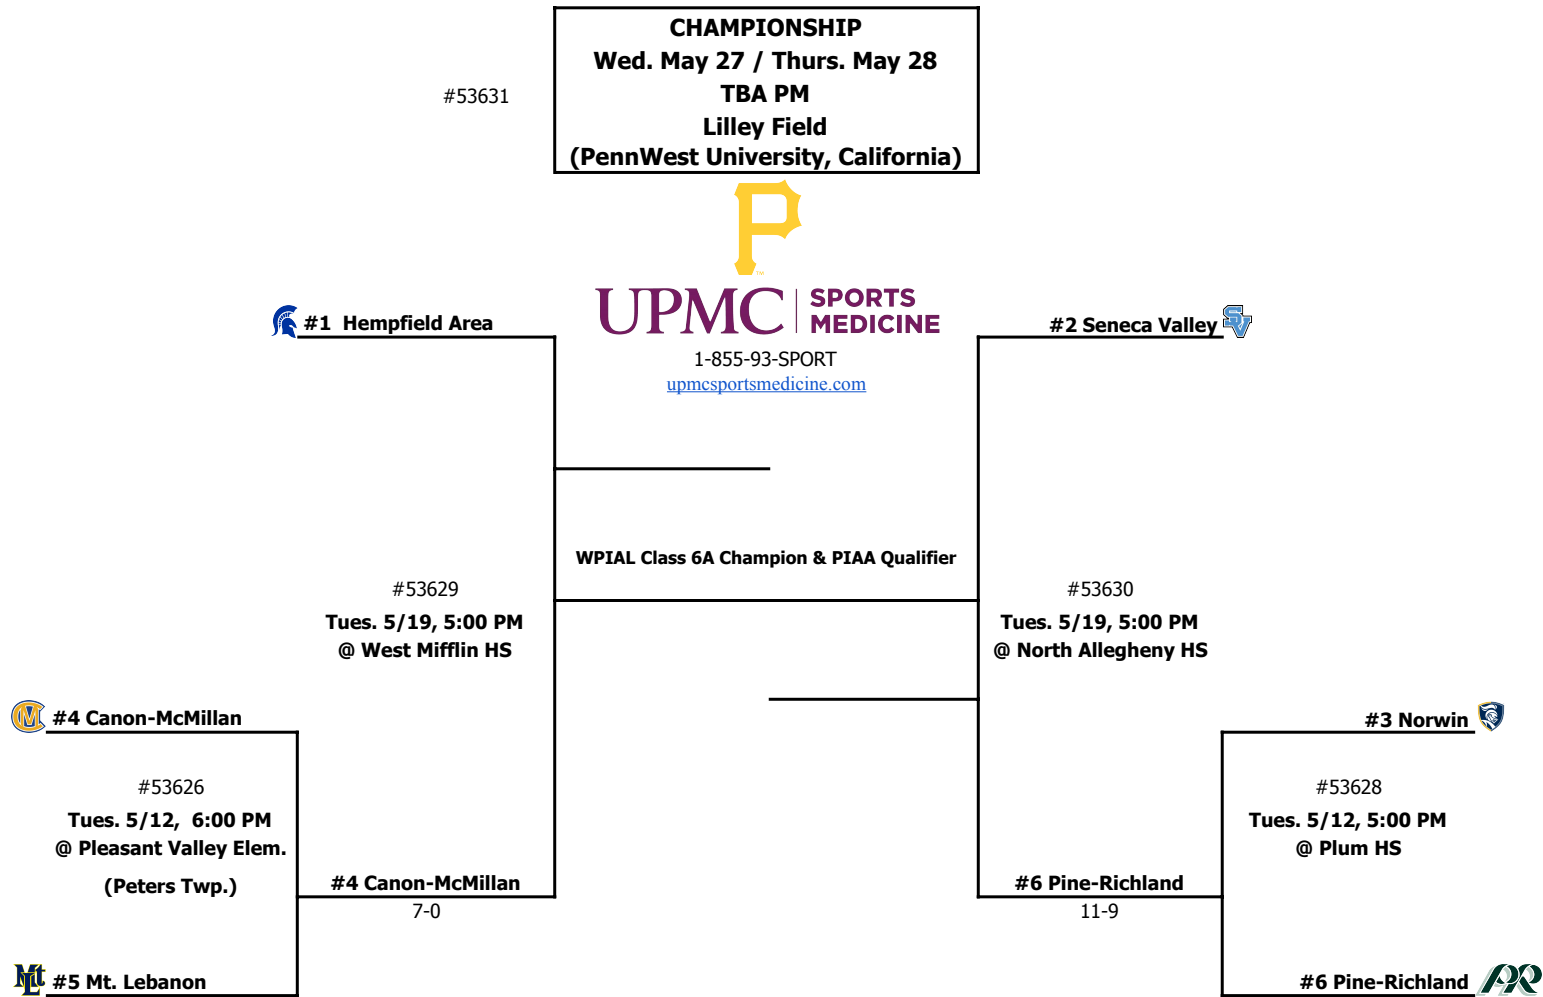 CHAMPIONSHIP
Wed. May 27 / Thurs. May 28
#53631
TBA PM
Lilley Field
(PennWest University, California)
P
TM
UPMC | SPORTS MEDICINE
#1 Hempfield Area
#2 Seneca Valley
SV
1-855-93-SPORT
upmcsportsmedicine.com
WPIAL Class 6A Champion & PIAA Qualifier
#53629
Tues. 5/19, 5:00 PM
@ West Mifflin HS
#53630
Tues. 5/19, 5:00 PM
@ North Allegheny HS
CM
#4 Canon-McMillan
#3 Norwin
#53626
Tues. 5/12, 6:00 PM
@ Pleasant Valley Elem.
(Peters Twp.)
#53628
Tues. 5/12, 5:00 PM
@ Plum HS
#4 Canon-McMillan
7-0
#6 Pine-Richland
11-9
MtL
#5 Mt. Lebanon
#6 Pine-Richland
PR